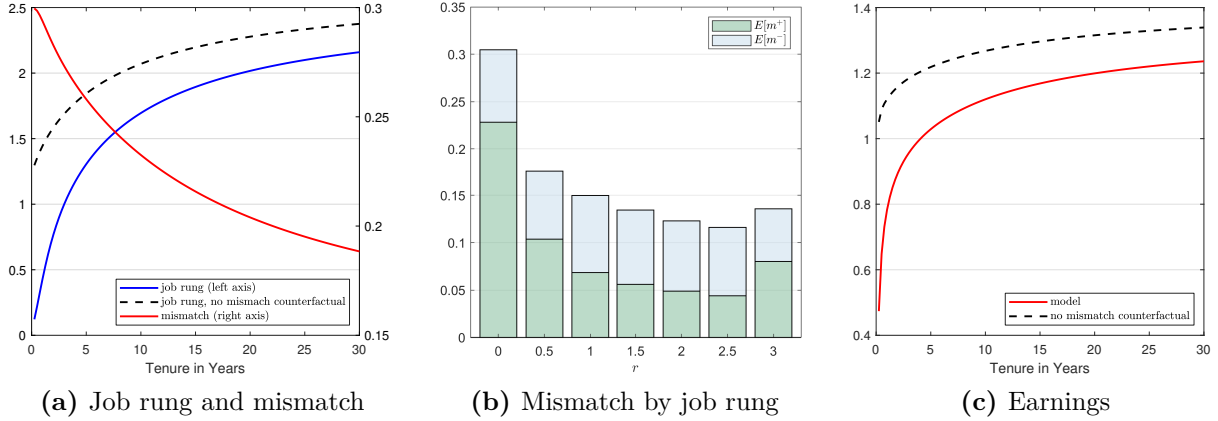 2.5
2
1.5
1
0.5
0
0.3
0.25
0.2
0.15
0 5 10 15 20 25 30
Tenure in Years
job rung (left axis)
job rung, no mismach counterfactual
mismatch (right axis)
(a) Job rung and mismatch
0.35
0.3
0.25
0.2
0.15
0.1
0.05
0
0 0.5 1 1.5 2 2.5 3
r
E[m⁺]
E[m⁻]
(b) Mismatch by job rung
1.4
1.2
1
0.8
0.6
0.4
0 5 10 15 20 25 30
Tenure in Years
model
no mismatch counterfactual
(c) Earnings